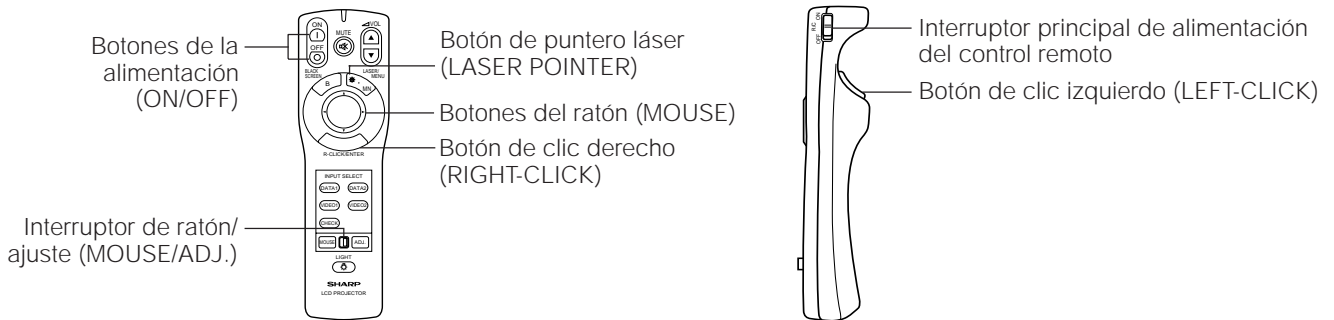 Botones de la
alimentación
(ON/OFF)
Interruptor de ratón/
ajuste (MOUSE/ADJ.)
ON
I
OFF
MUTE
VOL
BLACK
SCREEN
LASER/
MENU
B
MN
R-CLICK/ENTER
INPUT SELECT
DATA1 DATA2
VIDEO1 VIDEO2
CHECK
MOUSE ADJ.
LIGHT
SHARP
LCD PROJECTOR
Botón de puntero láser
(LASER POINTER)
Botones del ratón (MOUSE)
Botón de clic derecho
(RIGHT-CLICK)
OFF R/C ON
Interruptor principal de alimentación
del control remoto
Botón de clic izquierdo (LEFT-CLICK)